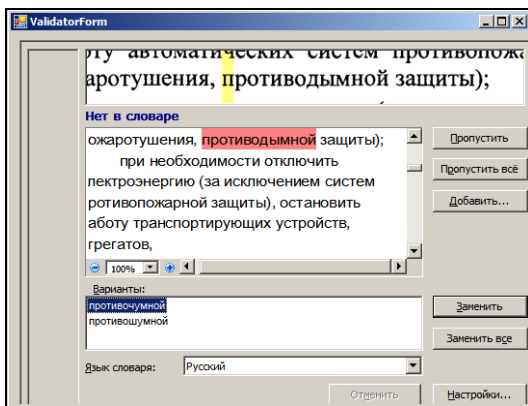 ValidatorForm
оту автоматических систем противопожа
аротушения, противодымной защиты);
Нет в словаре
ожаротушения, противодымной защиты);
при необходимости отключить
лектроэнергию (за исключением систем
ротивопожарной защиты), остановить
аботу транспортирующих устройств,
грегатов,
100%
Пропустить
Пропустить всё
Добавить...
Варианты:
противочумной
противошумной
Заменить
Заменить все
Язык словаря:
Русский
Отменить
Настройки...